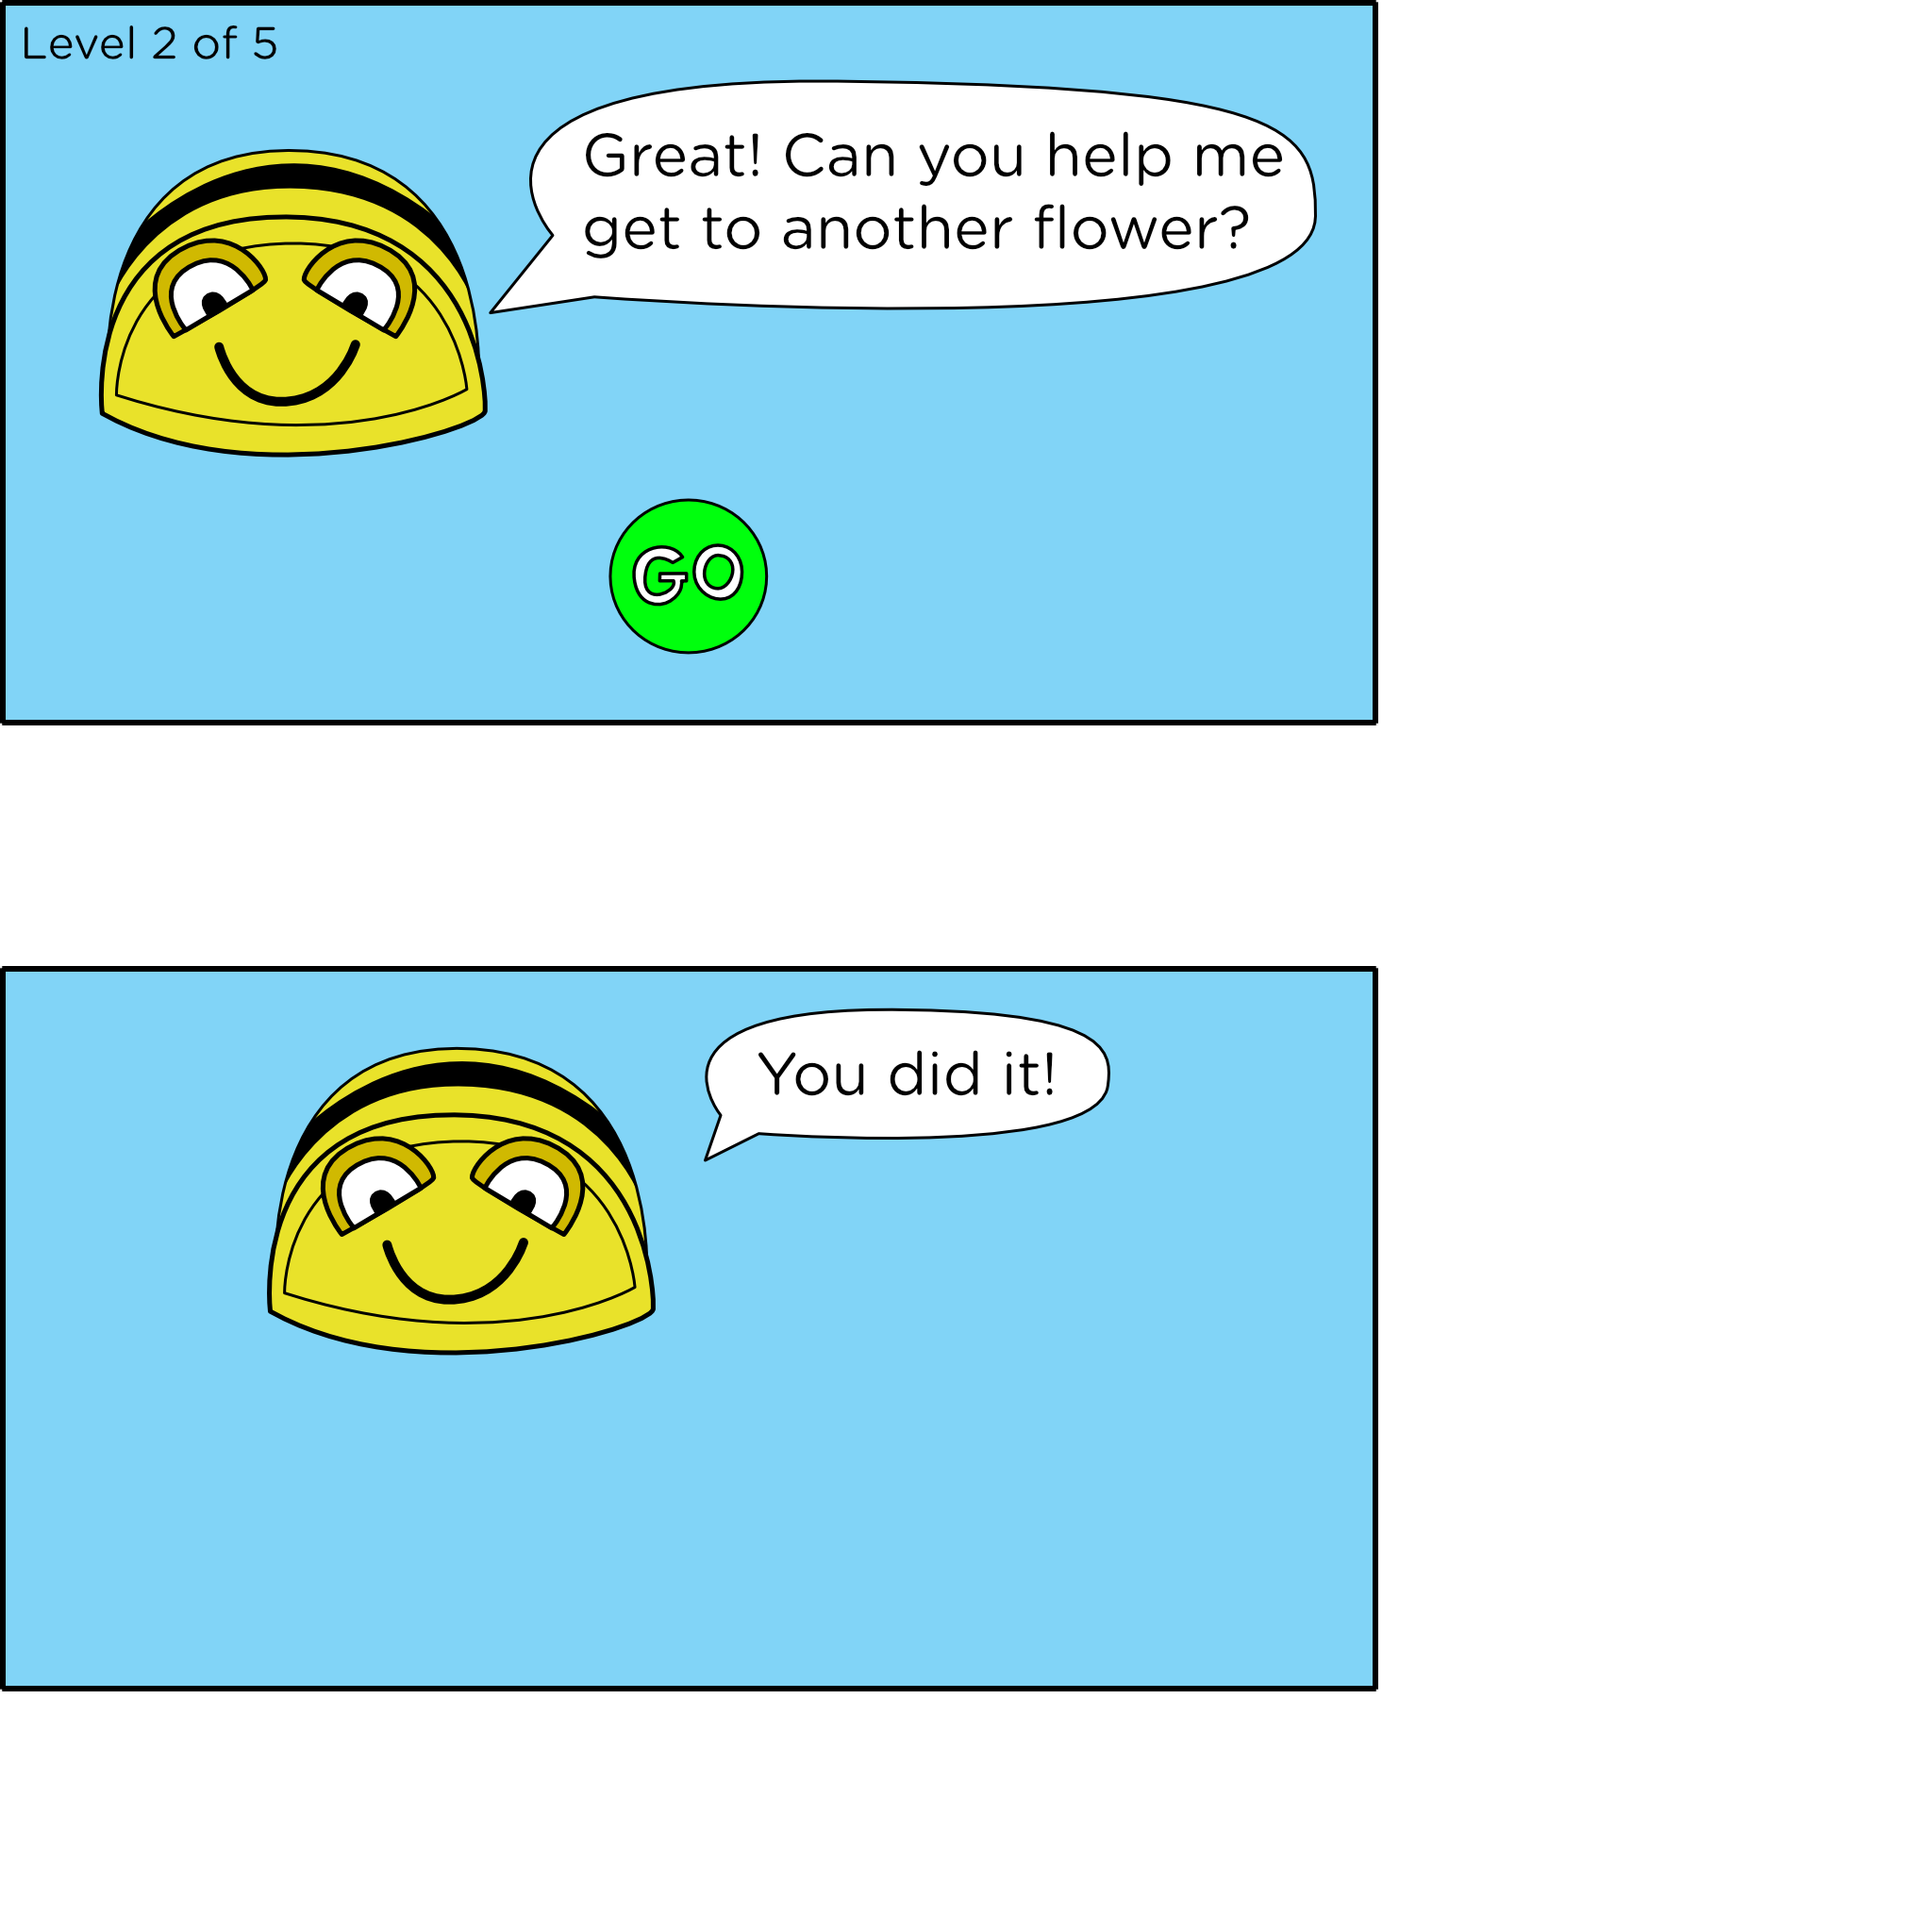 Level 2 of 5
Great! Can you help me
get to another flower?
GO
You did it!